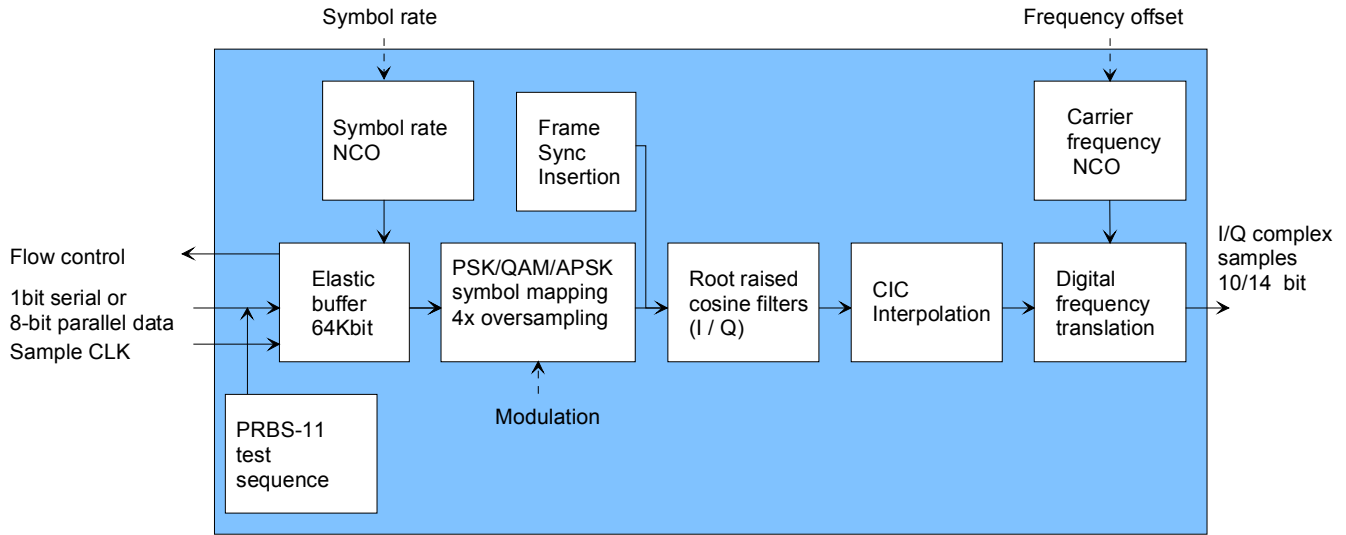 Symbol rate
Frequency offset
Symbol rate
NCO
Frame
Sync
Insertion
Carrier
frequency
NCO
Flow control
1bit serial or
8-bit parallel data
Sample CLK
Elastic
buffer
64Kbit
PSK/QAM/APSK
symbol mapping
4x oversampling
Root raised
cosine filters
(I / Q)
CIC
Interpolation
Digital
frequency
translation
I/Q complex
samples
10/14 bit
Modulation
PRBS-11
test
sequence